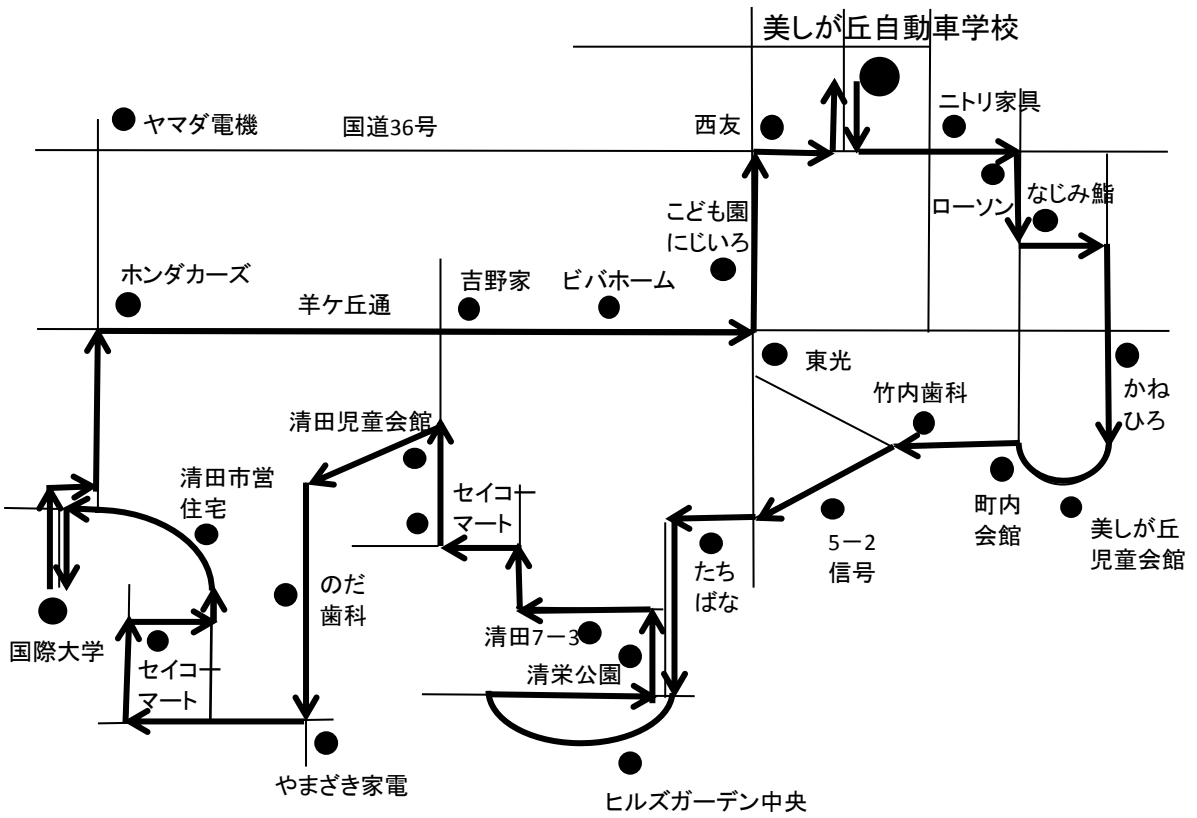 美しが丘自動車学校
ヤマダ電機
国道36号
西友
ニトリ家具
こども園
にじいろ
ローソン
なじみ鮨
ホンダカーズ
羊ケ丘通
吉野家
ビバホーム
東光
かね
ひろ
竹内歯科
清田児童会館
清田市営
住宅
セイコー
マート
町内
会館
美しが丘
児童会館
5－2
信号
たち
ばな
のだ
歯科
国際大学
セイコー
マート
清田7－3
清栄公園
やまざき家電
ヒルズガーデン中央